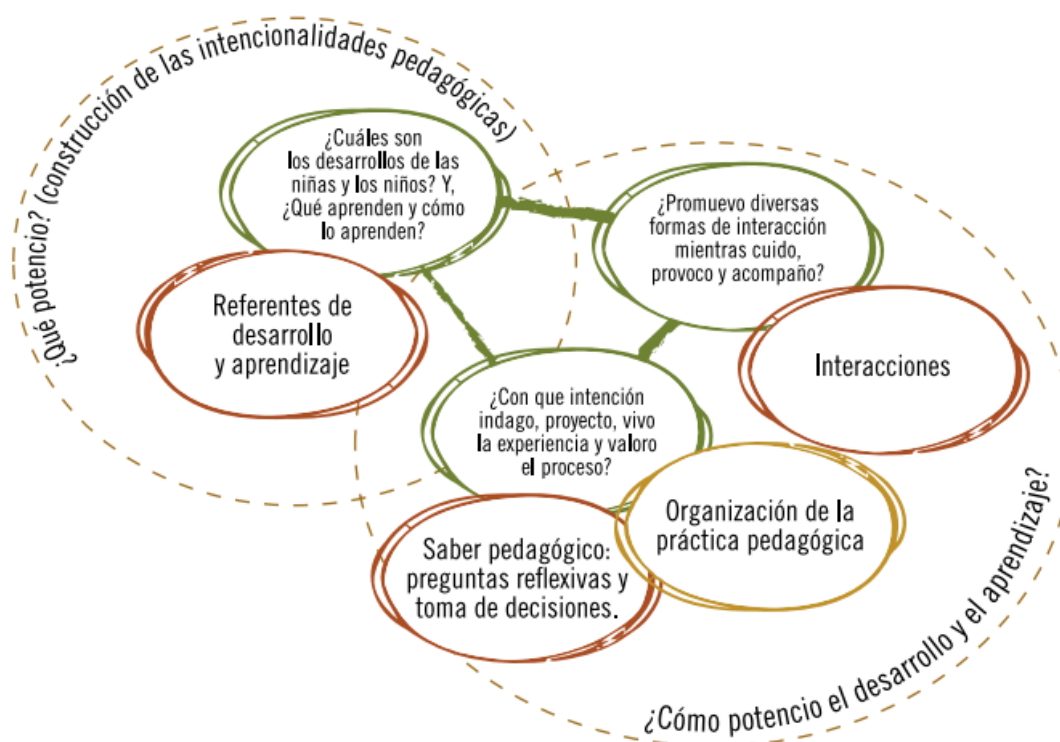 ¿Qué potencio? (construcción de las intencionalidades pedagógicas)
¿Cuáles son
los desarrollos de las
niñas y los niños? Y,
¿Qué aprenden y cómo
lo aprenden?
Referentes de
desarrollo
y aprendizaje
¿Promuevo diversas
formas de interacción
mientras cuido,
provoco y acompaño?
Interacciones
¿Con que intención
indago, proyecto, vivo
la experiencia y valoro
el proceso?
Organización de la
práctica pedagógica
Saber pedagógico:
preguntas reflexivas y
toma de decisiones.
¿Cómo potencio el desarrollo y el aprendizaje?